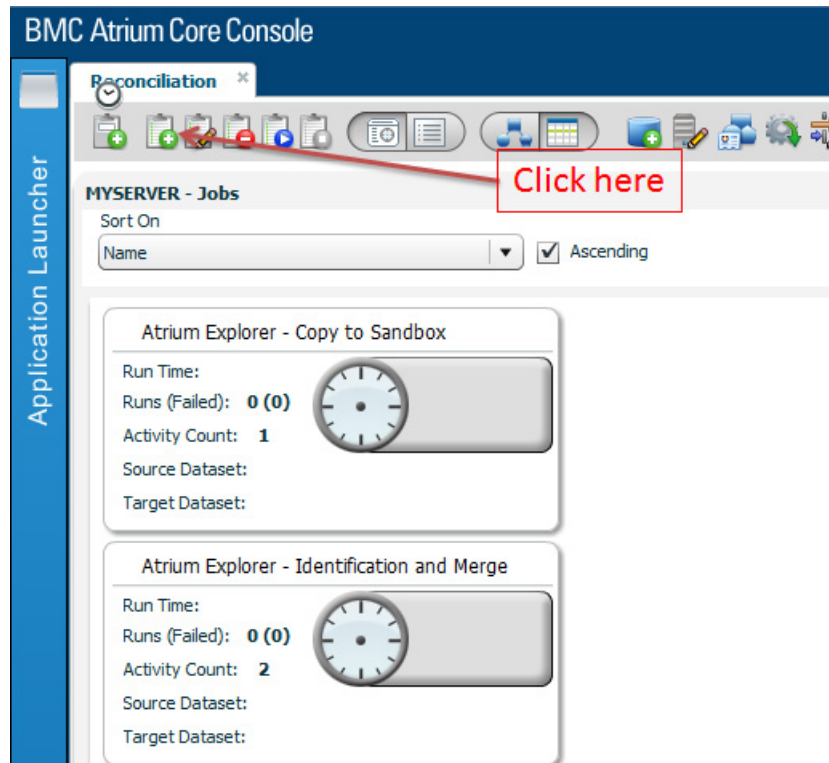 BMC Atrium Core Console
Reconciliation
Application Launcher
Click here
MYSERVER - Jobs
Sort On
Name
Ascending
Atrium Explorer - Copy to Sandbox
Run Time:
Runs (Failed): 0 (0)
Activity Count: 1
Source Dataset:
Target Dataset:
Atrium Explorer - Identification and Merge
Run Time:
Runs (Failed): 0 (0)
Activity Count: 2
Source Dataset:
Target Dataset: